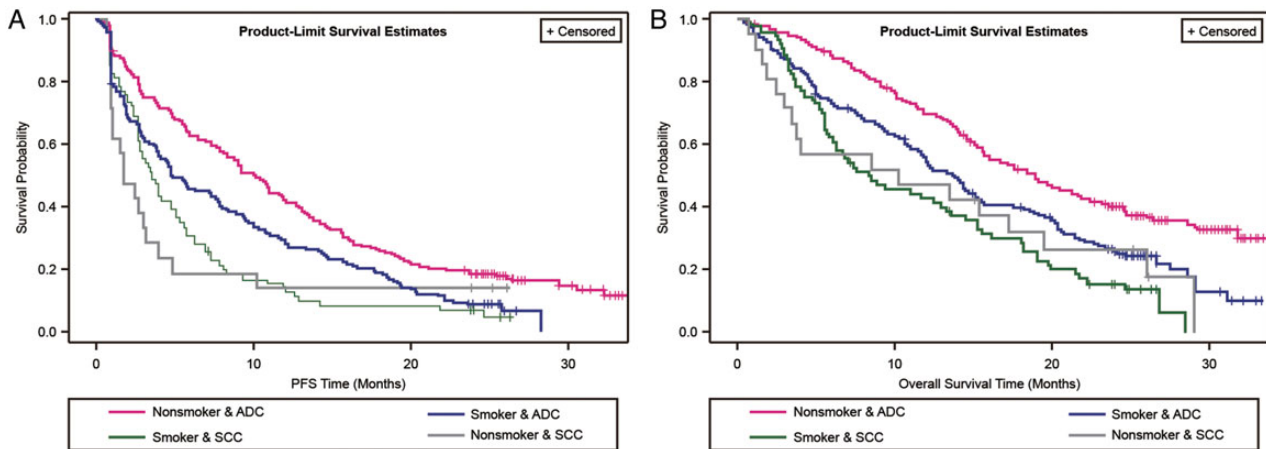 A
Product-Limit Survival Estimates
+ Censored
Survival Probability
1.0
0.8
0.6
0.4
0.2
0.0
0 10 20 30
PFS Time (Months)
Nonsmoker & ADC Smoker & ADC
Smoker & SCC Nonsmoker & SCC
B
Product-Limit Survival Estimates
+ Censored
Survival Probability
1.0
0.8
0.6
0.4
0.2
0.0
0 10 20 30
Overall Survival Time (Months)
Nonsmoker & ADC Smoker & ADC
Smoker & SCC Nonsmoker & SCC